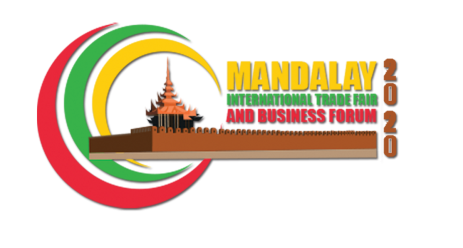 MANDALAY
INTERNATIONAL TRADE FAIR
AND BUSINESS FORUM
2020